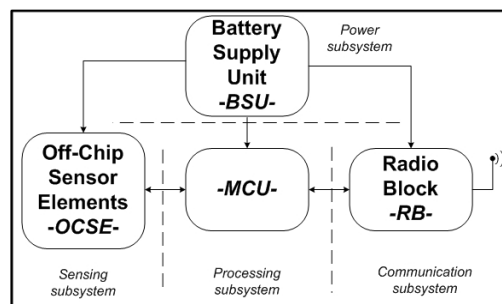 Battery
Supply
Unit
-BSU-
Power
subsystem
Off-Chip
Sensor
Elements
-OCSE-
-MCU-
Radio
Block
-RB-
Sensing
subsystem
Processing
subsystem
Communication
subsystem